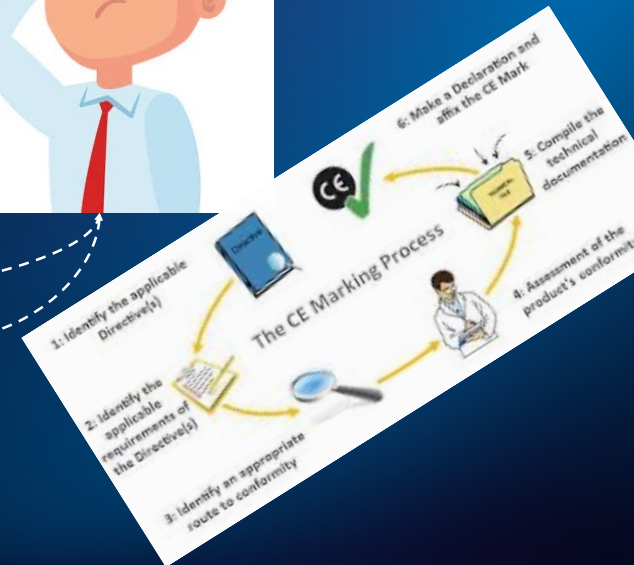 6: Make a Declaration and
affix the CE Mark
5: Compile the
technical
documentation
CE
TECHNICAL
FILE
Directive
The CE Marking Process
1: Identify the applicable
Directive(s)
4: Assessment of the
product's conformity
2: Identify the
applicable
requirements of
the Directive(s)
3: Identify an appropriate
route to conformity